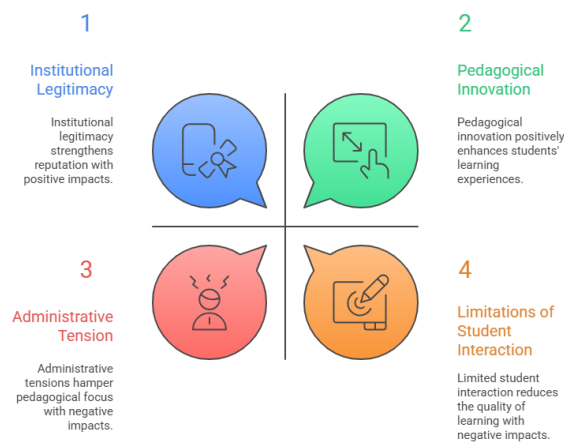 1
Institutional
Legitimacy
Institutional
legitimacy
strengthens
reputation with
positive impacts.
2
Pedagogical
Innovation
Pedagogical
innovation positively
enhances students'
learning
experiences.
3
Administrative
Tension
Administrative
tensions hamper
pedagogical focus
with negative
impacts.
4
Limitations of
Student
Interaction
Limited student
interaction reduces
the quality of
learning with
negative impacts.